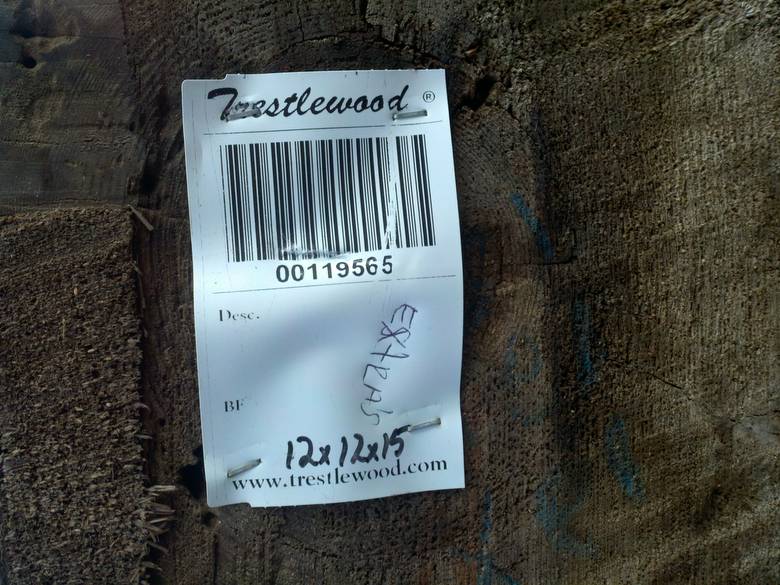 Trestlewood ®
00119565
Desc.
EXTRAS
BF
12x12x15
www.trestlewood.com